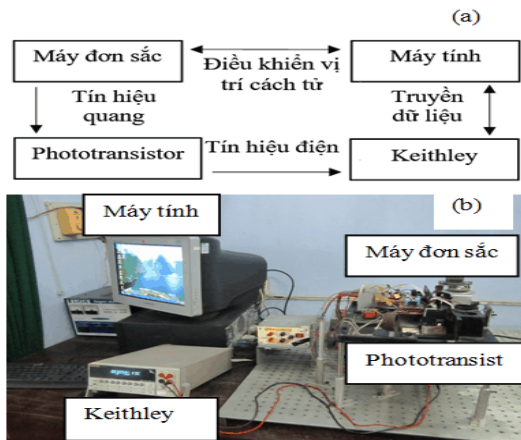 (a)
Máy đơn sắc
Điều khiển vị
trí cách tử
Máy tính
Tín hiệu
quang
Truyền
dữ liệu
Phototransistor
Tín hiệu điện
Keithley
(b)
Máy tính
Máy đơn sắc
Phototransist
Keithley